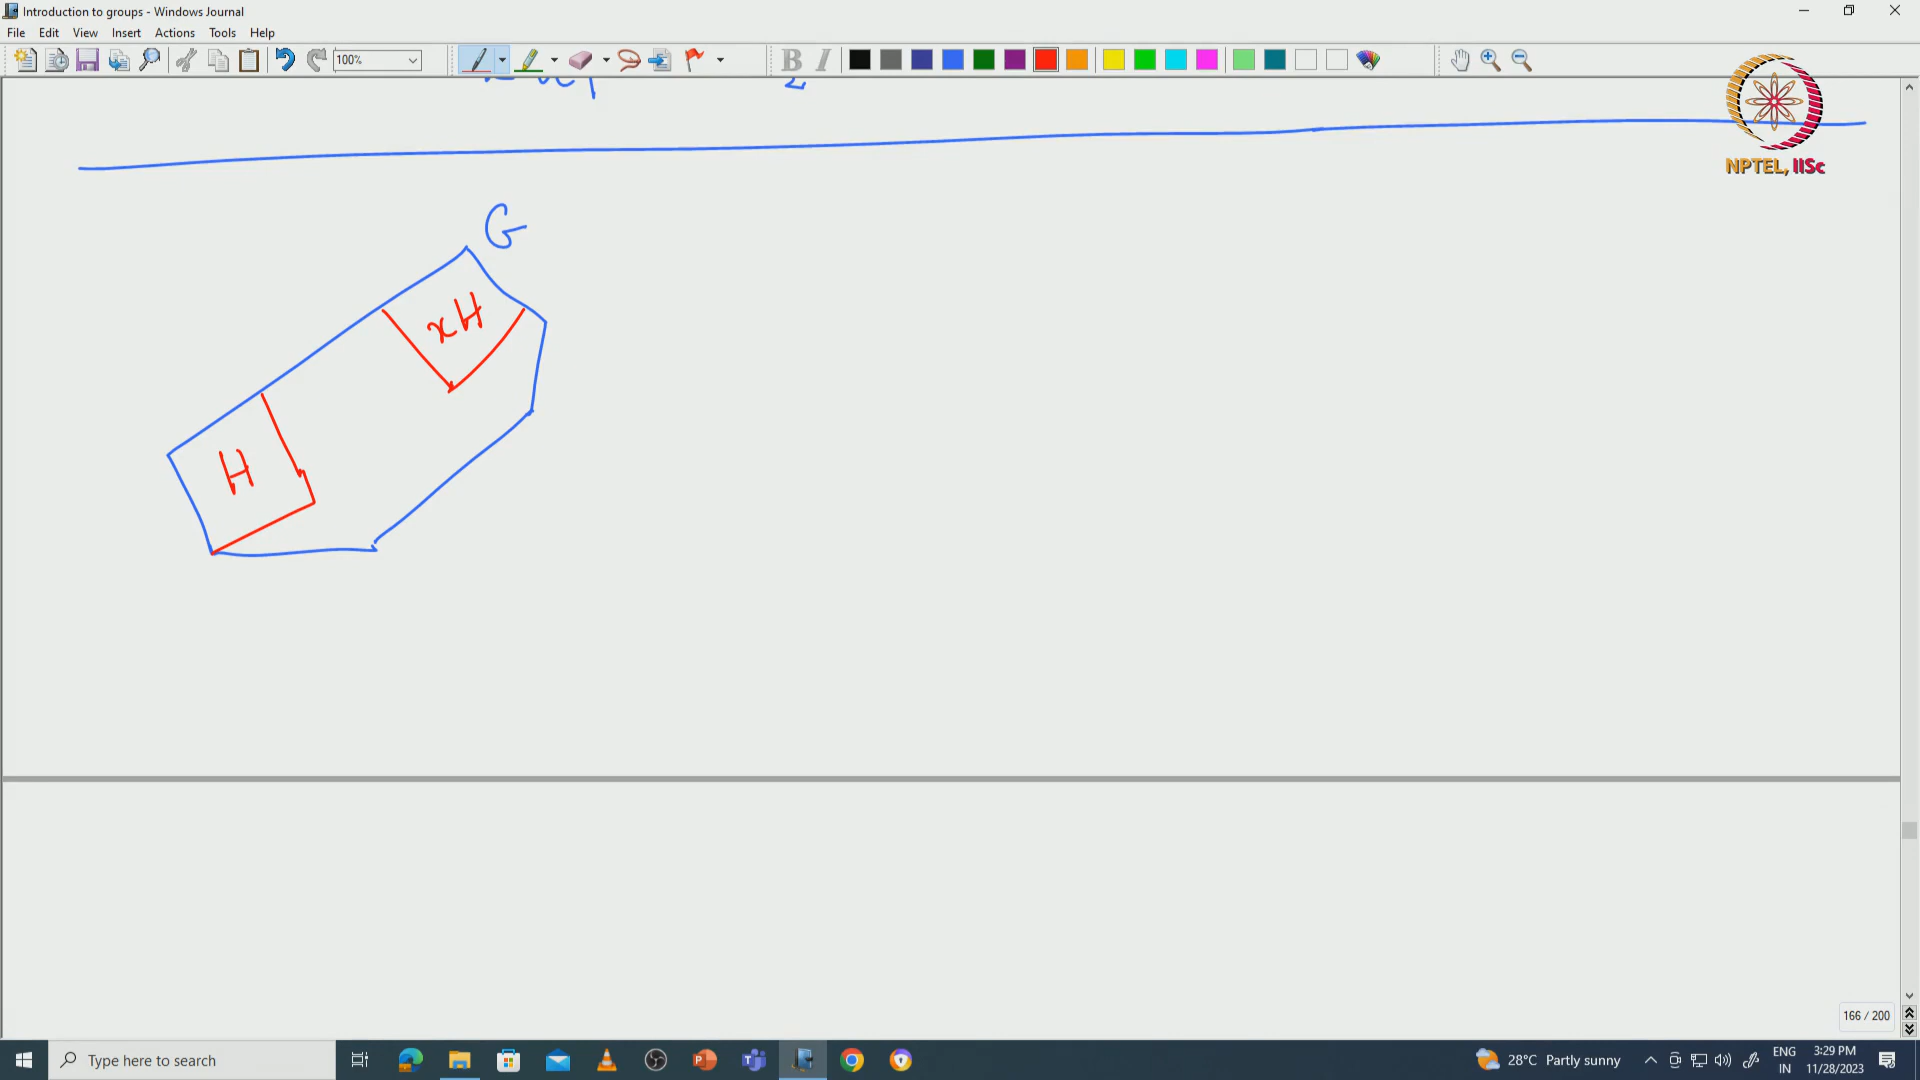 Introduction to groups - Windows Journal
File Edit View Insert Actions Tools Help
100%
B I
NPTEL, IISc
G
xH
H
166 / 200
Type here to search
28°C Partly sunny
ENG
IN
3:29 PM
11/28/2023